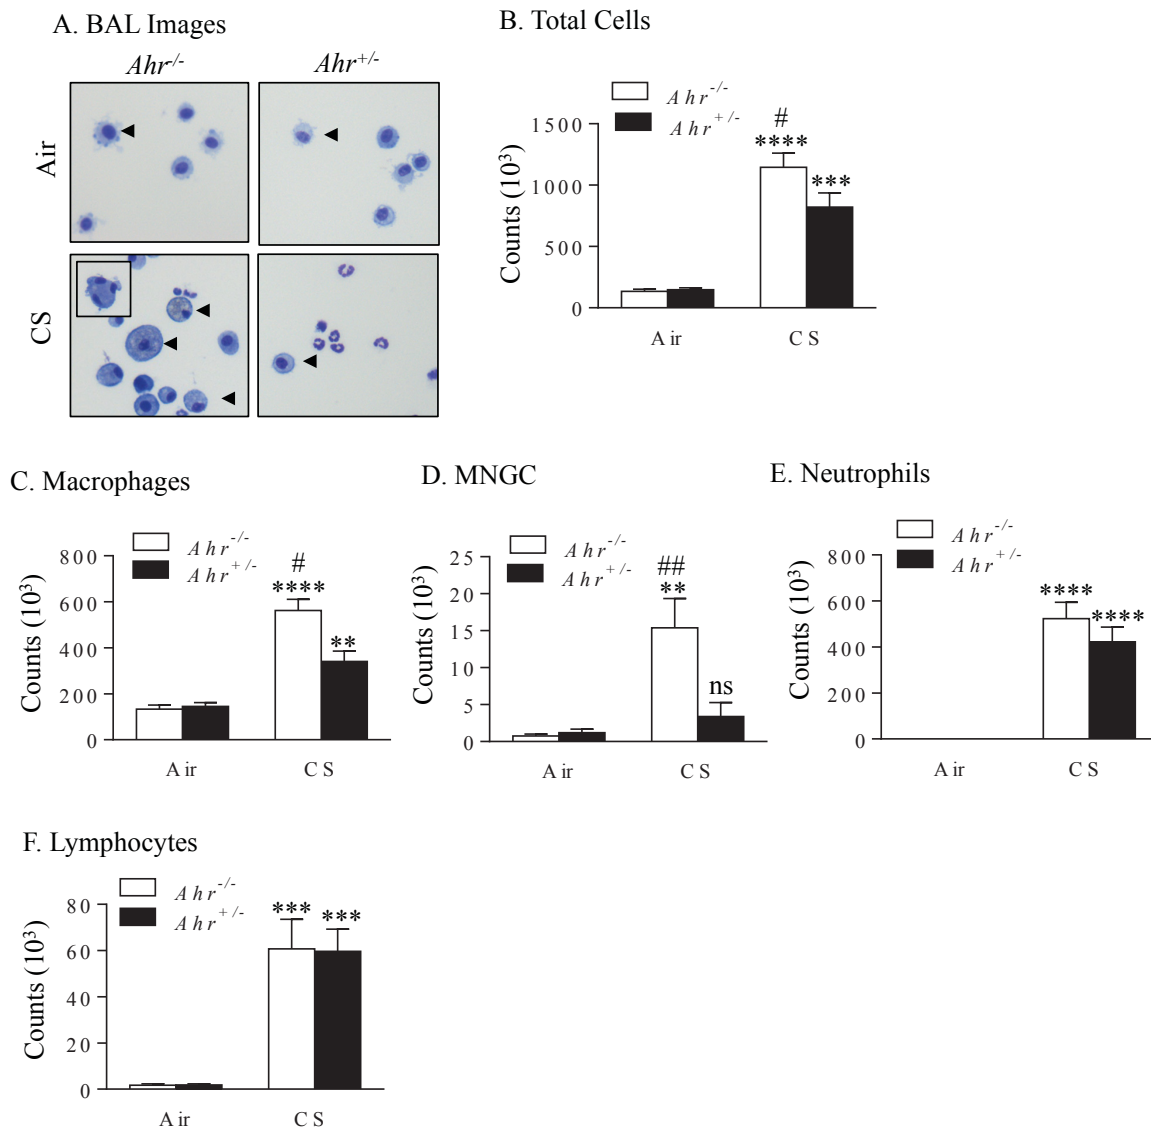 A. BAL Images
Ahr-/-
Ahr+/-
Air
CS
B. Total Cells
Ahr-/-
Ahr+/-
Counts (10³)
1500
1000
500
0
#
****
***
Air
CS
C. Macrophages
Ahr-/-
Ahr+/-
Counts (10³)
800
600
400
200
0
#
****
**
Air
CS
D. MNGC
Ahr-/-
Ahr+/-
Counts (10³)
25
20
15
10
5
0
##
**
ns
Air
CS
E. Neutrophils
Ahr-/-
Ahr+/-
Counts (10³)
800
600
400
200
0
****
****
Air
CS
F. Lymphocytes
Ahr-/-
Ahr+/-
Counts (10³)
80
60
40
20
0
***
***
Air
CS